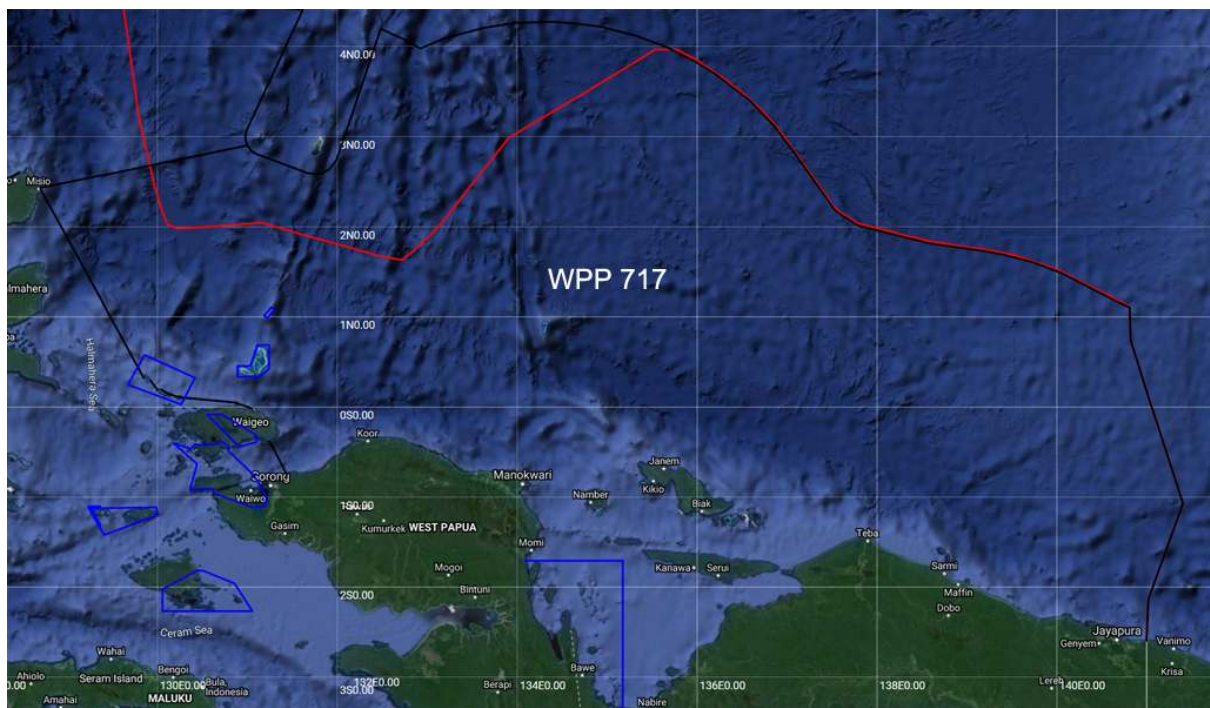 4N0.00
3N0.00
Misio
2N0.00
WPP 717
almahera
1N0.00
Halmahera Sea
0S0.00
Waigeo
Koor
Janem
Manokwari
Sorong
Kikio
Waiwo
1S0.00
Namber
Biak
Kumurkek
WEST PAPUA
Gasim
Teba
Momi
Kanawa
Serui
Sarmi
Mogoi
Maffin
2S0.00
Bintuni
Dobo
Ceram Sea
Jayapura
Genyem
Vanimo
Wahai
Bawe
Krisa
Seram Island
Bengoi
Ahiolo
Bula,
Indonesia
0.00
130E0.00
132E0.00
134E0.00
136E0.00
138E0.00
140E0.00
3S0.00
Berapi
Lereh
Amahai
MALUKU
Nabire